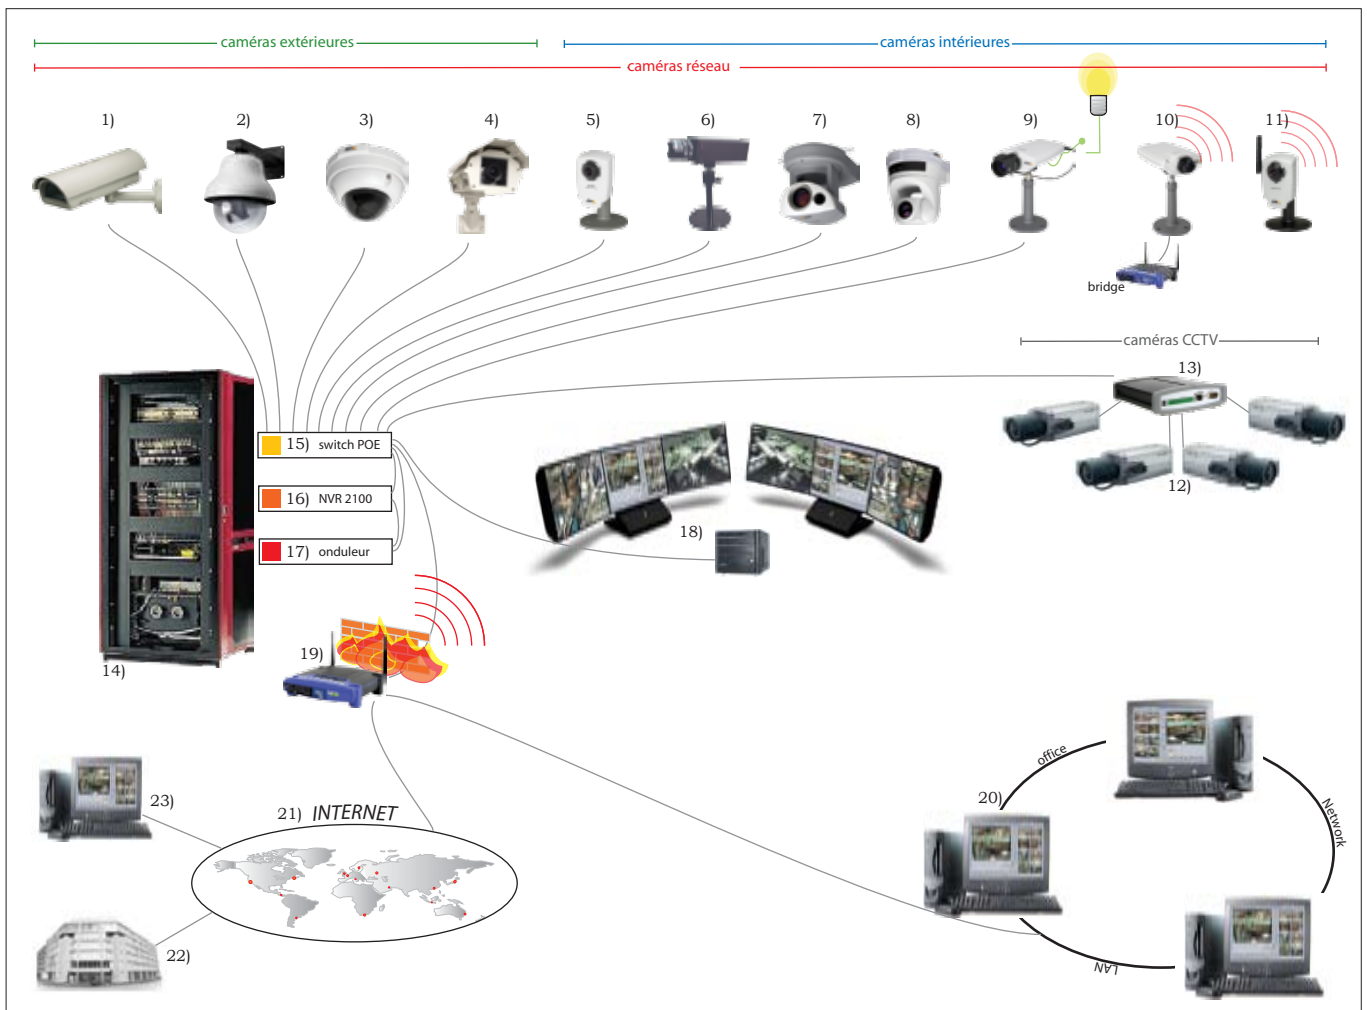 caméras extérieures
caméras intérieures
caméras réseau
1)
2)
3)
4)
5)
6)
7)
8)
9)
10)
11)
bridge
caméras CCTV
13)
12)
15) switch POE
16) NVR 2100
17) onduleur
18)
14)
19)
office
Network
LAN
20)
21) INTERNET
23)
22)